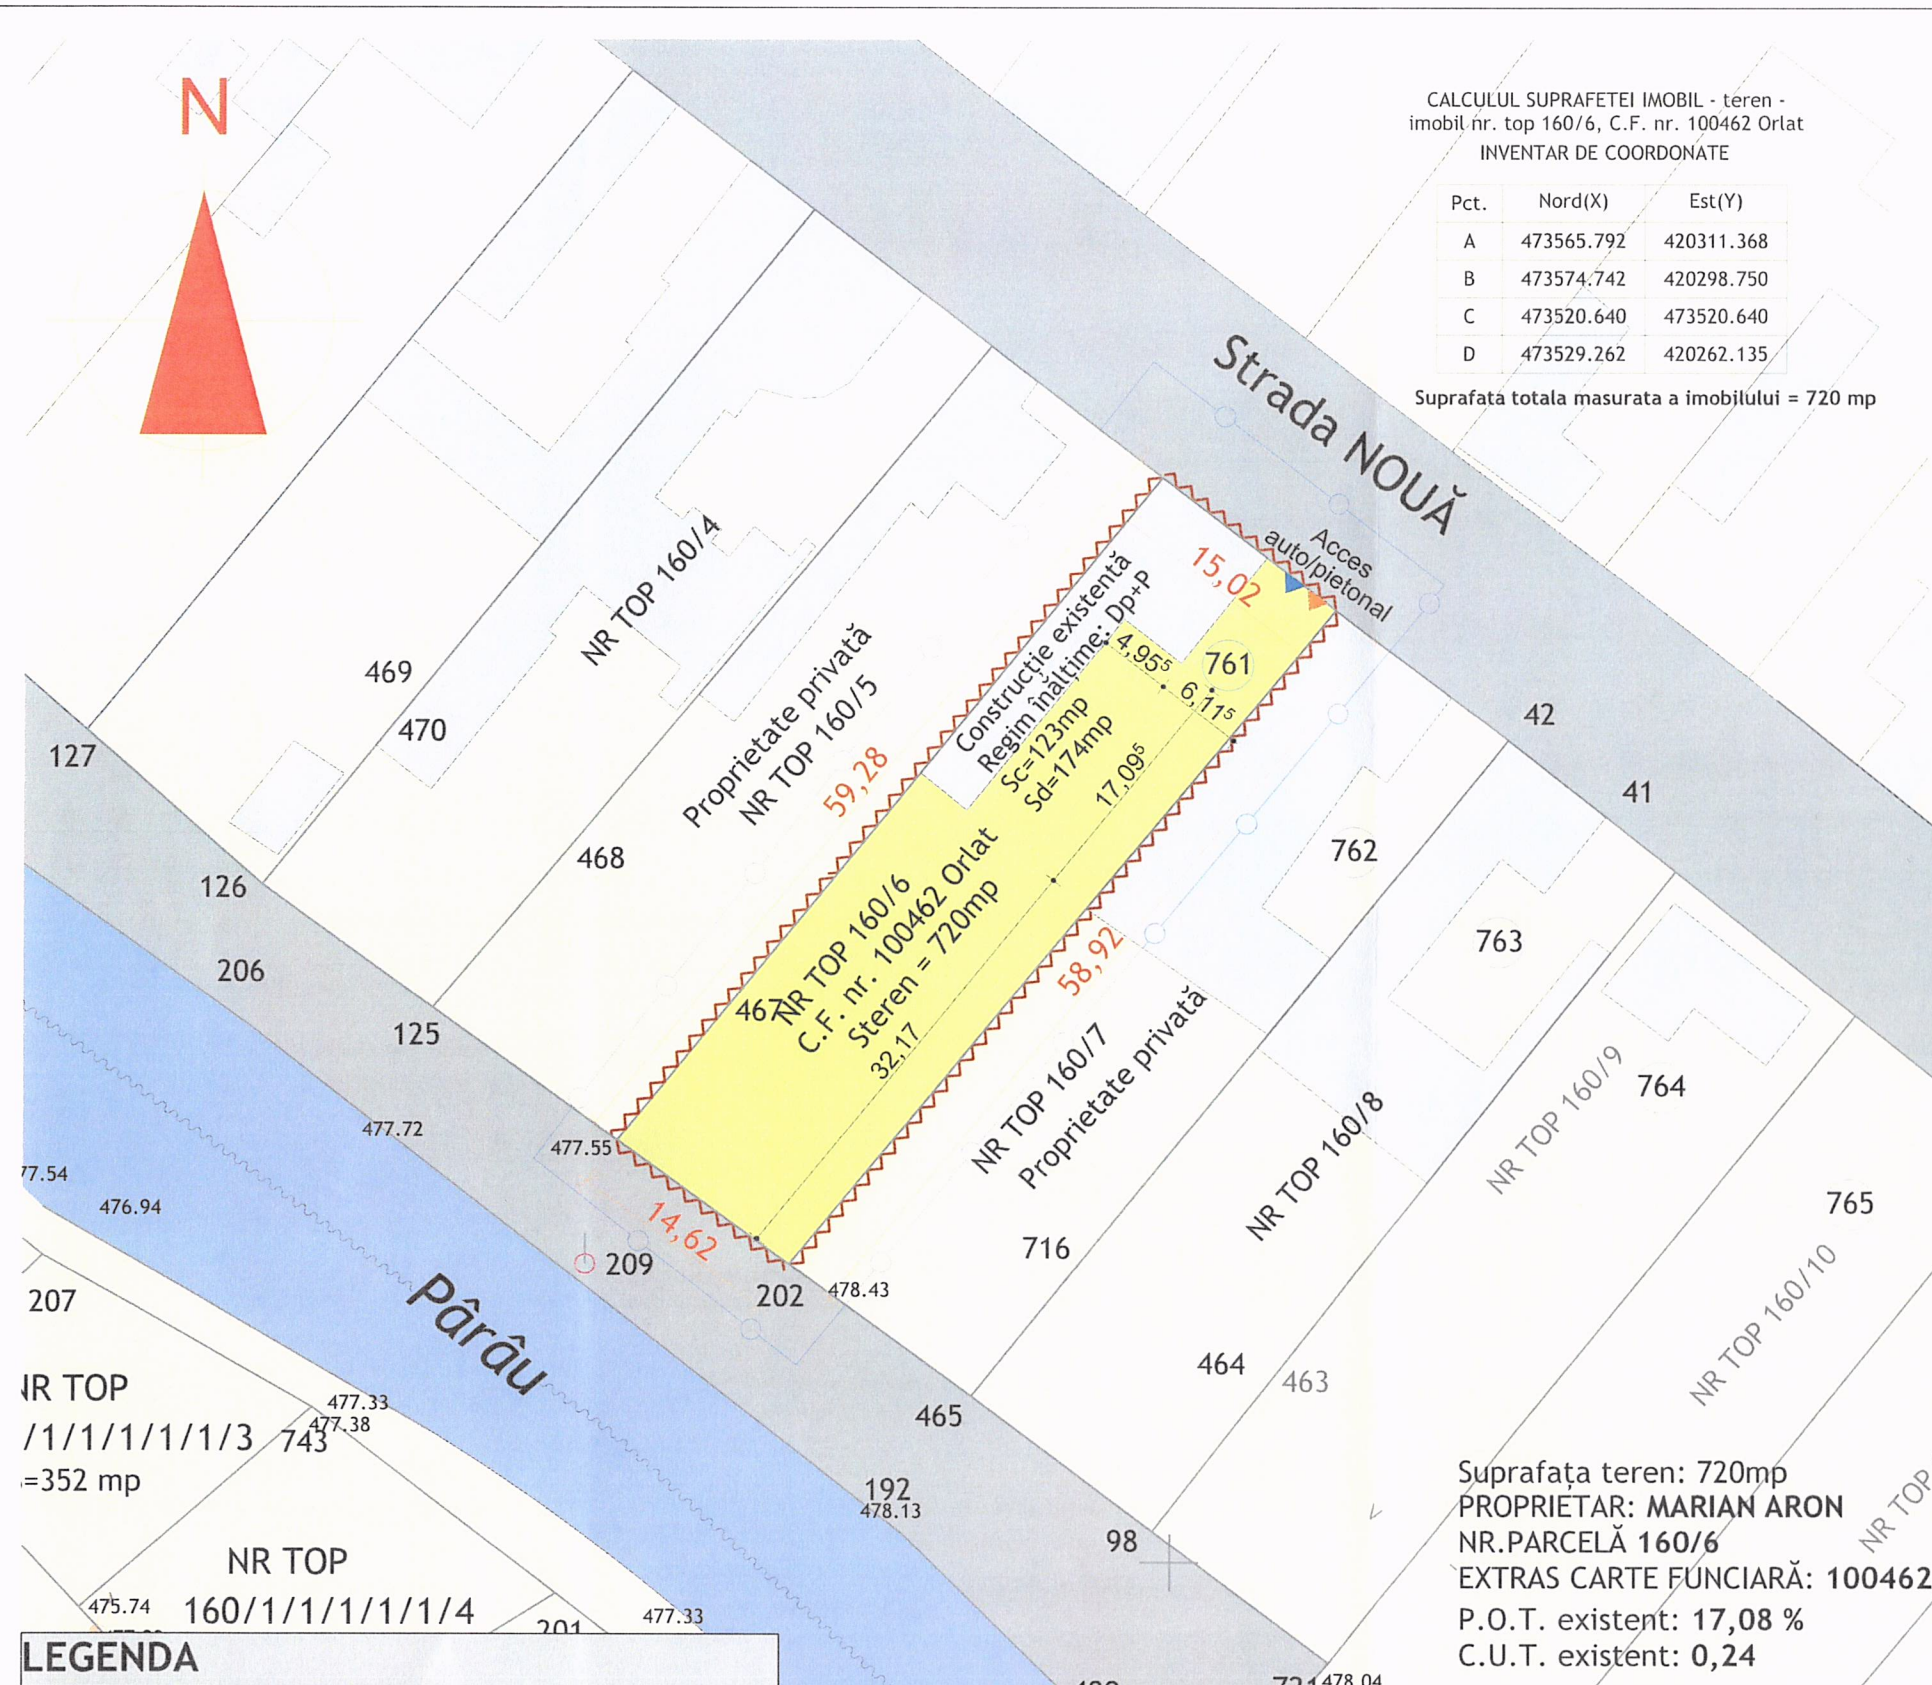 N
CALCULUL SUPRAFETEI IMOBIL - teren -
imobil nr. top 160/6, C.F. nr. 100462 Orlat
INVENTAR DE COORDONATE
Pct. Nord(X) Est(Y)
A 473565.792 420311.368
B 473574.742 420298.750
C 473520.640 473520.640
D 473529.262 420262.135
Suprafata totala masurata a imobilului = 720 mp
Strada NOUĂ
Acces
auto/pietonal
15,02
NR TOP 160/4
Construcție existentă
Regim înălțime: Dp+P
Sc=123mp
Sd=174mp
4,95⁵
761
6,11⁵
17,09⁵
469
470
Proprietate privată
NR TOP 160/5
59,28
42
41
127
468
762
126
763
206
NR TOP 160/6
C.F. nr. 100462 Orlat
Steren = 720mp
467
58,92
32,17
125
NR TOP 160/7
Proprietate privată
NR TOP 160/9
764
477.72
477.55
NR TOP 160/8
77.54
476.94
765
14,62
716
209
202
478.43
207
Pârâu
NR TOP 160/10
464
463
NR TOP
/1/1/1/1/1/3
=352 mp
477.33
477.38
743
465
192
478.13
98
Suprafața teren: 720mp
PROPRIETAR: MARIAN ARON
NR.PARCELĂ 160/6
EXTRAS CARTE FUNCIARĂ: 100462
P.O.T. existent: 17,08 %
C.U.T. existent: 0,24
NR TOP
NR TOP
160/1/1/1/1/1/4
475.74
477.33
201
478.04
LEGENDA